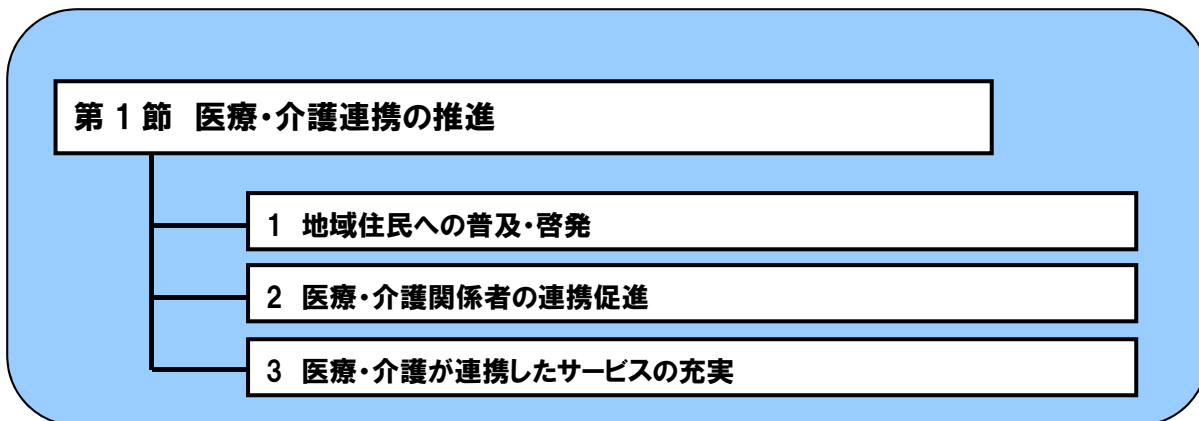 第1節 医療・介護連携の推進
1 地域住民への普及・啓発
2 医療・介護関係者の連携促進
3 医療・介護が連携したサービスの充実